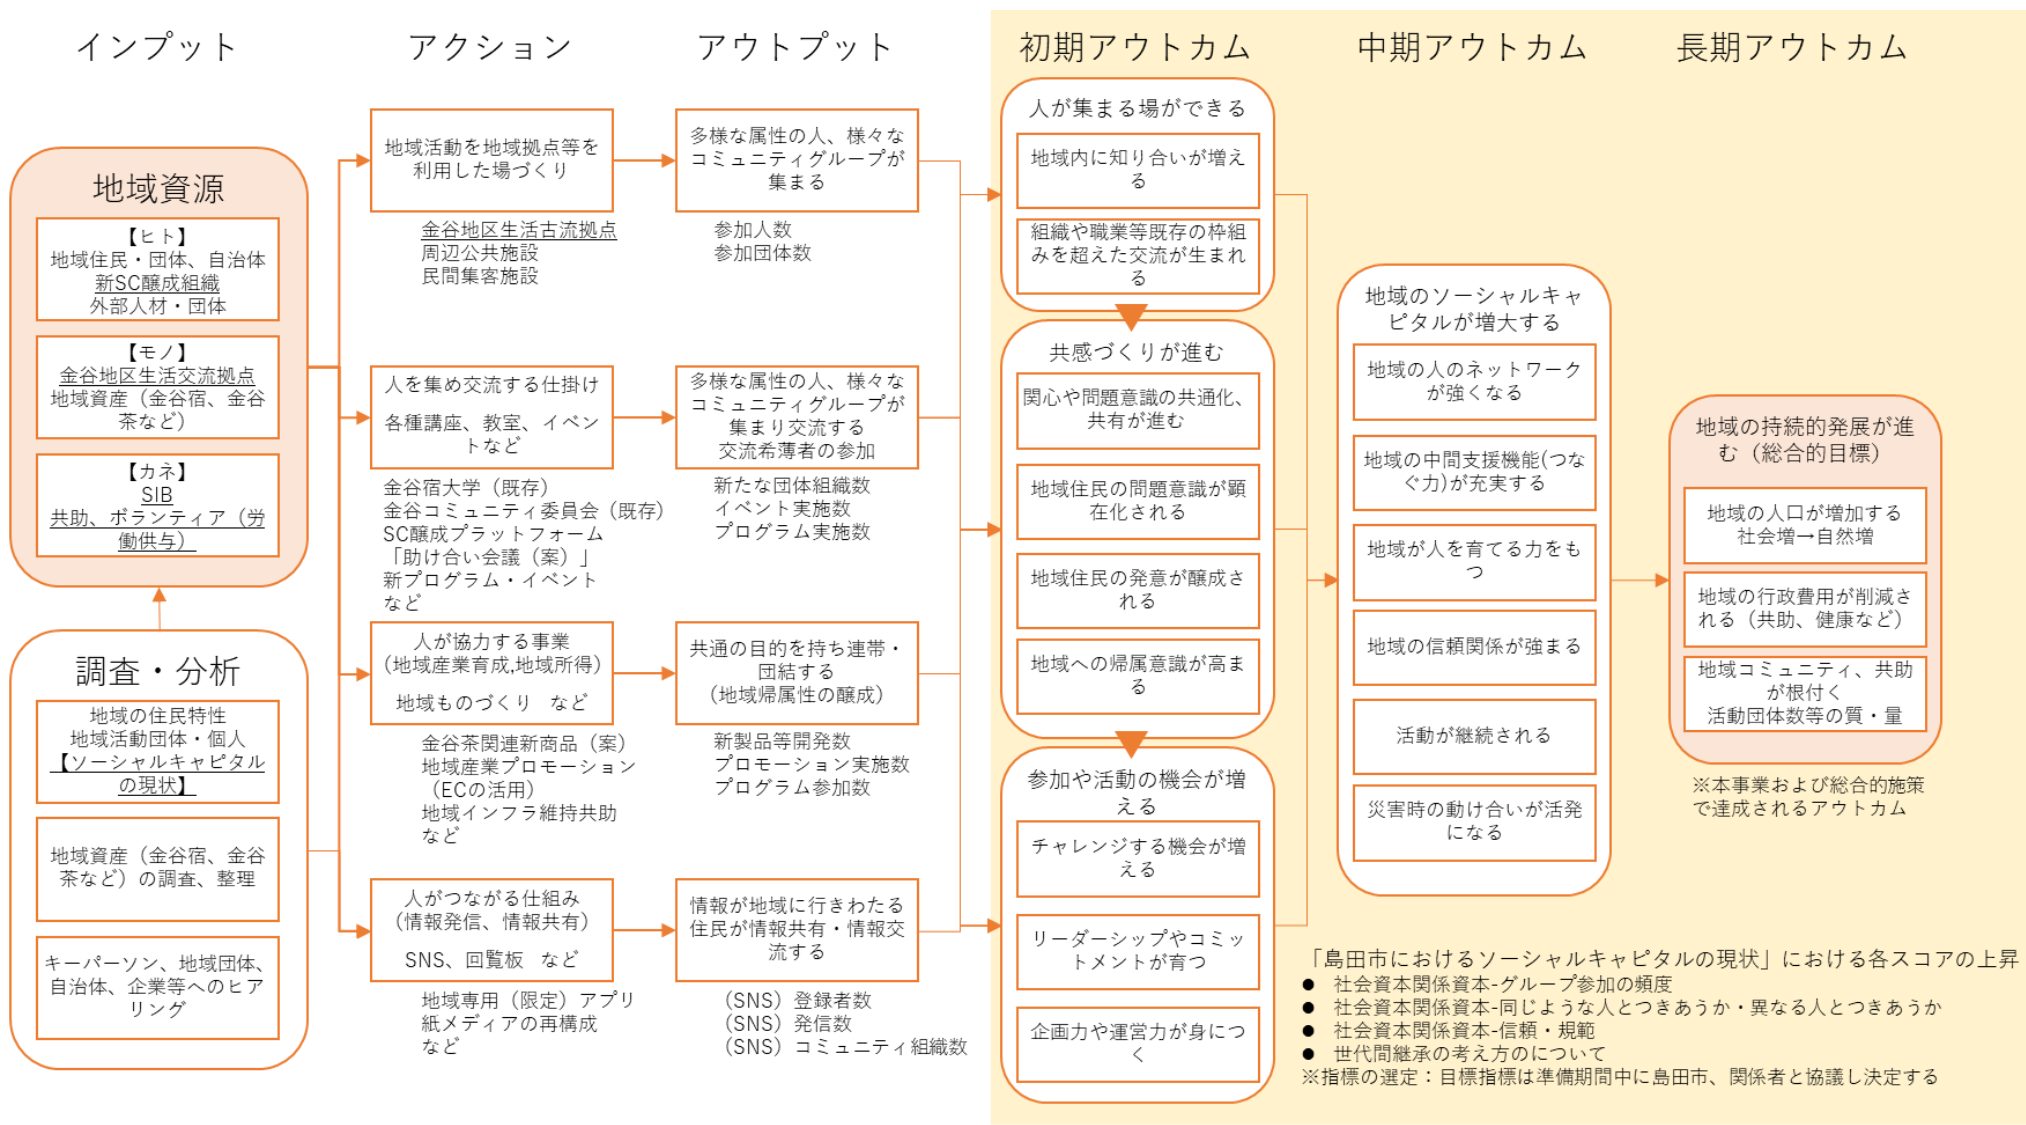 インプット
アクション
アウトプット
初期アウトカム
中期アウトカム
長期アウトカム
地域資源
【ヒト】
地域住民・団体、自治体
新SC醸成組織
外部人材・団体
【モノ】
金谷地区生活交流拠点
地域資産（金谷宿、金谷
茶など）
【カネ】
SIB
共助、ボランティア（労
働供与）
調査・分析
地域の住民特性
地域活動団体・個人
【ソーシャルキャピタル
の現状】
地域資産（金谷宿、金谷
茶など）の調査、整理
キーパーソン、地域団体、
自治体、企業等へのヒア
リング
地域活動を地域拠点等を
利用した場づくり
金谷地区生活古流拠点
周辺公共施設
民間集客施設
人を集め交流する仕掛け
各種講座、教室、イベン
トなど
金谷宿大学（既存）
金谷コミュニティ委員会（既存）
SC醸成プラットフォーム
「助け合い会議（案）」
新プログラム・イベント
など
人が協力する事業
（地域産業育成,地域所得）
地域ものづくり　など
金谷茶関連新商品（案）
地域産業プロモーション
（ECの活用）
地域インフラ維持共助
など
人がつながる仕組み
（情報発信、情報共有）
SNS、回覧板　など
地域専用（限定）アプリ
紙メディアの再構成
など
多様な属性の人、様々な
コミュニティグループが
集まる
参加人数
参加団体数
多様な属性の人、様々な
コミュニティグループが
集まり交流する
交流希薄者の参加
新たな団体組織数
イベント実施数
プログラム実施数
共通の目的を持ち連帯・
団結する
（地域帰属性の醸成）
新製品等開発数
プロモーション実施数
プログラム参加数
情報が地域に行きわたる
住民が情報共有・情報交
流する
（SNS）登録者数
（SNS）発信数
（SNS）コミュニティ組織数
人が集まる場ができる
地域内に知り合いが増え
る
組織や職業等既存の枠組
みを超えた交流が生まれ
る
共感づくりが進む
関心や問題意識の共通化、
共有が進む
地域住民の問題意識が顕
在化される
地域住民の発意が醸成さ
れる
地域への帰属意識が高ま
る
参加や活動の機会が増
える
チャレンジする機会が増
える
リーダーシップやコミッ
トメントが育つ
企画力や運営力が身につ
く
地域のソーシャルキャ
ピタルが増大する
地域の人のネットワーク
が強くなる
地域の中間支援機能(つな
ぐ力)が充実する
地域が人を育てる力をも
つ
地域の信頼関係が強まる
活動が継続される
災害時の動け合いが活発
になる
地域の持続的発展が進
む（総合的目標）
地域の人口が増加する
社会増→自然増
地域の行政費用が削減さ
れる（共助、健康など）
地域コミュニティ、共助
が根付く
活動団体数等の質・量
※本事業および総合的施策
で達成されるアウトカム
「島田市におけるソーシャルキャピタルの現状」における各スコアの上昇
● 社会資本関係資本-グループ参加の頻度
● 社会資本関係資本-同じような人とつきあうか・異なる人とつきあうか
● 社会資本関係資本-信頼・規範
● 世代間継承の考え方のについて
※指標の選定：目標指標は準備期間中に島田市、関係者と協議し決定する